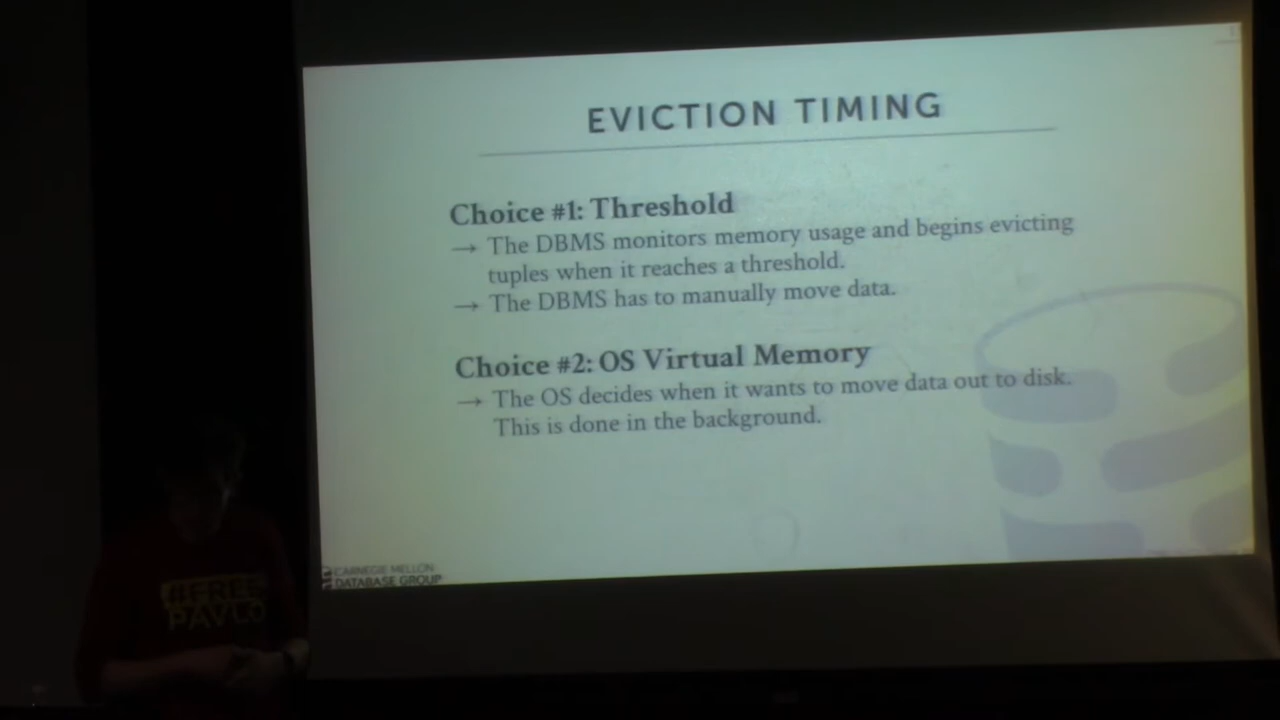 EVICTION TIMING
Choice #1: Threshold
→ The DBMS monitors memory usage and begins evicting
tuples when it reaches a threshold.
→ The DBMS has to manually move data.
Choice #2: OS Virtual Memory
→ The OS decides when it wants to move data out to disk.
This is done in the background.
CARNEGIE MELLON
DATABASE GROUP
#FREE
PAVLO